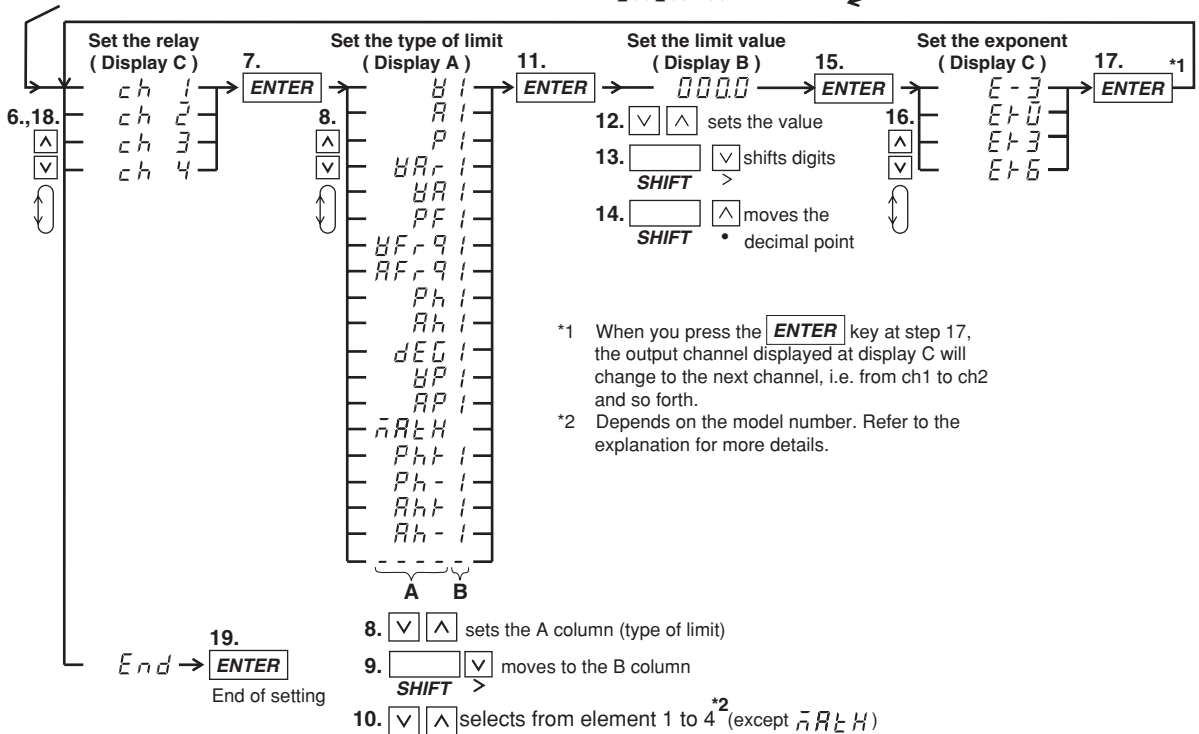 Set the relay
( Display C )
6.,18.
ch 1
ch 2
ch 3
ch 4
7.
ENTER
Set the type of limit
( Display A )
8.
V 1
A 1
P 1
VAr 1
VA 1
PF 1
VFrq 1
AFrq 1
Ph 1
Ah 1
dEG 1
VP 1
AP 1
MAtH
Ph+ 1
Ph- 1
Ah+ 1
Ah- 1
- - - - -
A B
11.
ENTER
Set the limit value
( Display B )
000.0
12. sets the value
13. shifts digits
SHIFT >
14. moves the
SHIFT • decimal point
15.
ENTER
Set the exponent
( Display C )
16.
E-3
E+0
E+3
E+6
17. *1
ENTER
*1 When you press the ENTER key at step 17,
the output channel displayed at display C will
change to the next channel, i.e. from ch1 to ch2
and so forth.
*2 Depends on the model number. Refer to the
explanation for more details.
8. sets the A column (type of limit)
9. moves to the B column
SHIFT >
10. selects from element 1 to 4 *2 (except MAtH)
End
19.
ENTER
End of setting